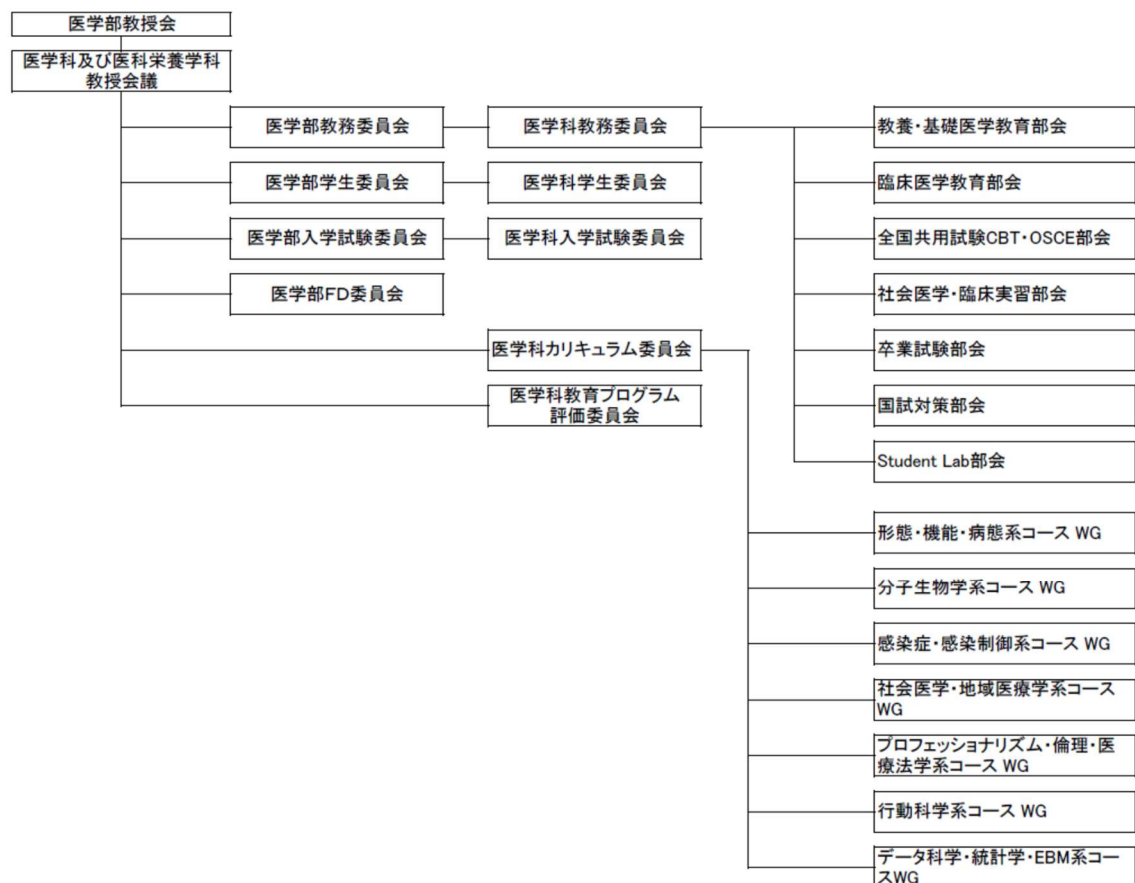 医学部教授会
医学科及び医科栄養学科
教授会議
医学部教務委員会
医学科教務委員会
教養・基礎医学教育部会
医学部学生委員会
医学科学生委員会
臨床医学教育部会
医学部入学試験委員会
医学科入学試験委員会
全国共用試験CBT・OSCE部会
医学部FD委員会
社会医学・臨床実習部会
医学科カリキュラム委員会
卒業試験部会
医学科教育プログラム
評価委員会
国試対策部会
Student Lab部会
形態・機能・病態系コース WG
分子生物学系コース WG
感染症・感染制御系コース WG
社会医学・地域医療学系コース
WG
プロフェッショナリズム・倫理・医
療法学系コース WG
行動科学系コース WG
データ科学・統計学・EBM系コー
スWG